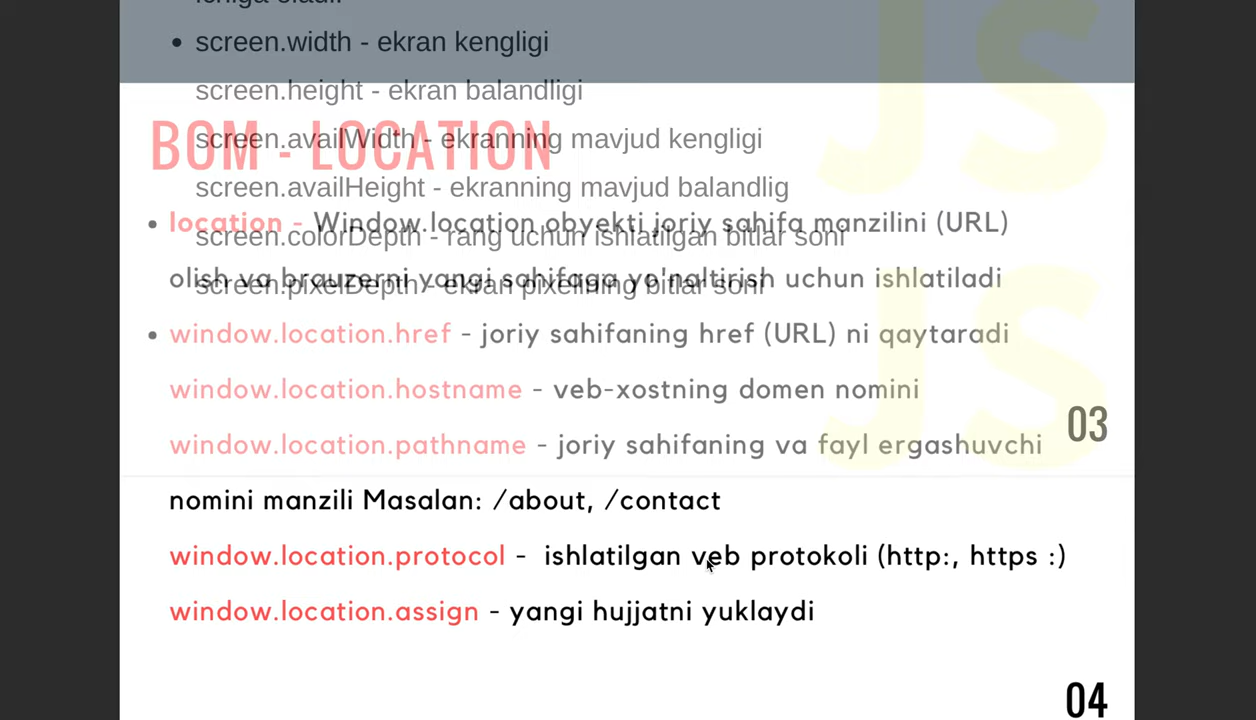 screen.width - ekran kengligi
screen.height - ekran balandligi
screen.availWidth - ekranning mavjud kengligi
screen.availHeight - ekranning mavjud balandlig
screen.colorDepth - rang uchun ishlatilgan bitlar soni
screen.pixelDepth - ekran pikselining bitlar soni
JS
03
BOM - LOCATION
location - Window.location obyekti joriy sahifa manzilini (URL)
olish va brauzerni yangi sahifaga yo'naltirish uchun ishlatiladi
window.location.href - joriy sahifaning href (URL) ni qaytaradi
window.location.hostname - veb-xostning domen nomini
window.location.pathname - joriy sahifaning va fayl ergashuvchi
nomini manzili Masalan: /about, /contact
window.location.protocol - ishlatilgan veb protokoli (http:, https :)
window.location.assign - yangi hujjatni yuklaydi
JS
04